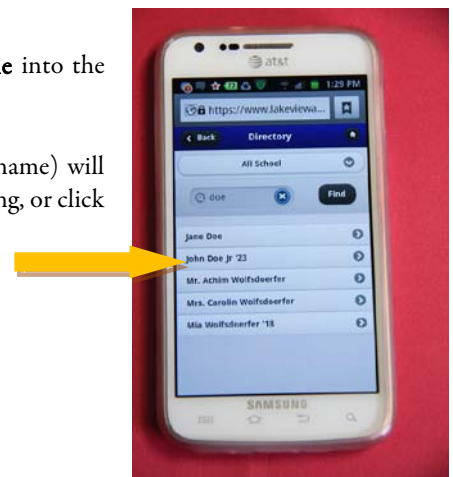 e into the
name) will
ng, or click
at&t
1:29 PM
https://www.lakeviewa...
Back Directory
All School
doe Find
Jane Doe
John Doe Jr '23
Mr. Achim Wolfsdoerfer
Mrs. Carolin Wolfsdoerfer
Mia Wolfsdoerfer '18
SAMSUNG